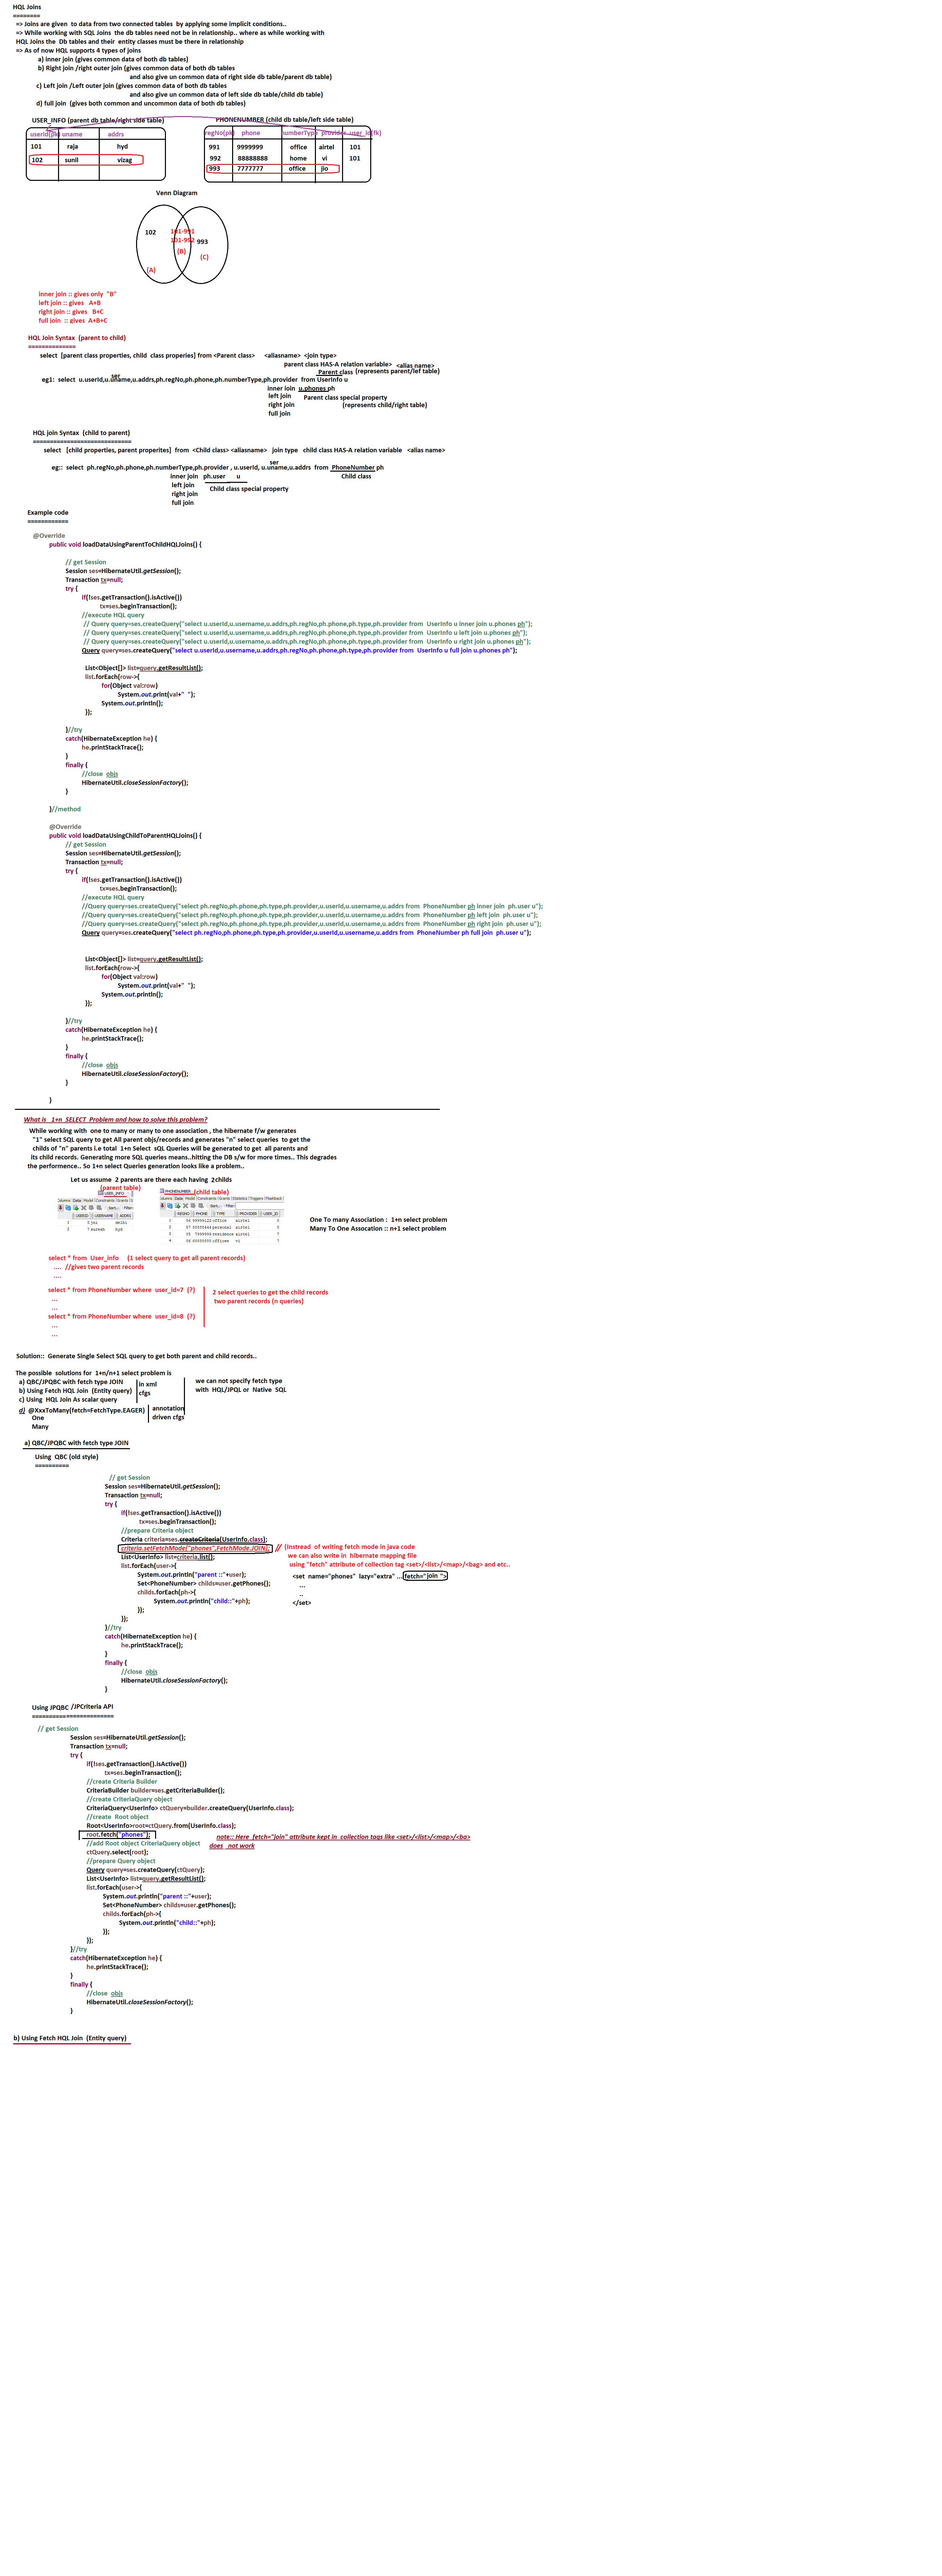 HQL Joins
========
=> Joins are given  to data from two connected tables  by applying some implicit conditions..
=> While working with SQL Joins  the db tables need not be in relationship.. where as while working with
HQL Joins the  Db tables and their  entity classes must be there in relationship
=> As of now HQL supports 4 types of joins
a) inner join (gives common data of both db tables)
b) Right join /right outer join (gives common data of both db tables
and also give un common data of right side db table/parent db table)
c) Left join /Left outer join (gives common data of both db tables
and also give un common data of left side db table/child db table)
d) full join  (gives both common and uncommon data of both db tables)
USER_INFO (parent db table/right side table)
PHONENUMBER (child db table/left side table)
userId(pk) uname addrs
regNo(pk) phone numberType provider user_id(fk)
101 raja hyd
991 9999999 office airtel 101
102 sunil vizag
992 88888888 home vi 101
993 7777777 office jio
Venn Diagram
102 101-991
101-992 993
(B)
(C)
(A)
inner join :: gives only  "B"
left join :: gives   A+B
right join :: gives   B+C
full join  :: gives  A+B+C
HQL Join Syntax  (parent to child)
==============
select  [parent class properties, child  class properies] from <Parent class>     <aliasname>  <join type>
parent class HAS-A relation variable>  <alias name>
Parent class (represents parent/lef table)
ser
eg1:  select  u.userId,u.uname,u.addrs,ph.regNo,ph.phone,ph.numberType,ph.provider  from UserInfo u
inner join  u.phones ph
left join Parent class special property
right join (represents child/right table)
full join
HQL join Syntax  (child to parent)
=============================
select   [child properties, parent properites]  from  <Child class> <aliasname>   join type   child class HAS-A relation variable   <alias name>
ser
eg::  select  ph.regNo,ph.phone,ph.numberType,ph.provider , u.userId, u.uname,u.addrs  from  PhoneNumber ph
inner join   ph.user      u Child class
left join Child class special property
right join
full join
Example code
============
@Override
public void loadDataUsingParentToChildHQLJoins() {
// get Session
Session ses=HibernateUtil.getSession();
Transaction tx=null;
try {
if(!ses.getTransaction().isActive())
tx=ses.beginTransaction();
//execute HQL query
// Query query=ses.createQuery("select u.userId,u.username,u.addrs,ph.regNo,ph.phone,ph.type,ph.provider from  UserInfo u inner join u.phones ph");
// Query query=ses.createQuery("select u.userId,u.username,u.addrs,ph.regNo,ph.phone,ph.type,ph.provider from  UserInfo u left join u.phones ph");
// Query query=ses.createQuery("select u.userId,u.username,u.addrs,ph.regNo,ph.phone,ph.type,ph.provider from  UserInfo u right join u.phones ph");
Query query=ses.createQuery("select u.userId,u.username,u.addrs,ph.regNo,ph.phone,ph.type,ph.provider from  UserInfo u full join u.phones ph");
List<Object[]> list=query.getResultList();
list.forEach(row->{
for(Object val:row)
System.out.print(val+"  ");
System.out.println();
});
}//try
catch(HibernateException he) {
he.printStackTrace();
}
finally {
//close  objs
HibernateUtil.closeSessionFactory();
}
}//method
@Override
public void loadDataUsingChildToParentHQLJoins() {
// get Session
Session ses=HibernateUtil.getSession();
Transaction tx=null;
try {
if(!ses.getTransaction().isActive())
tx=ses.beginTransaction();
//execute HQL query
//Query query=ses.createQuery("select ph.regNo,ph.phone,ph.type,ph.provider,u.userId,u.username,u.addrs from  PhoneNumber ph inner join  ph.user u");
//Query query=ses.createQuery("select ph.regNo,ph.phone,ph.type,ph.provider,u.userId,u.username,u.addrs from  PhoneNumber ph left join  ph.user u");
//Query query=ses.createQuery("select ph.regNo,ph.phone,ph.type,ph.provider,u.userId,u.username,u.addrs from  PhoneNumber ph right join  ph.user u");
Query query=ses.createQuery("select ph.regNo,ph.phone,ph.type,ph.provider,u.userId,u.username,u.addrs from  PhoneNumber ph full join  ph.user u");
List<Object[]> list=query.getResultList();
list.forEach(row->{
for(Object val:row)
System.out.print(val+"  ");
System.out.println();
});
}//try
catch(HibernateException he) {
he.printStackTrace();
}
finally {
//close  objs
HibernateUtil.closeSessionFactory();
}
}
What is   1+n  SELECT  Problem and how to solve this problem?
While working with  one to many or many to one association , the hibernate f/w generates
"1" select SQL query to get All parent objs/records and generates "n" select queries  to get the
childs of "n" parents i.e total  1+n Select  sQL Queries will be generated to get  all parents and
its child records. Generating more SQL queries means..hitting the DB s/w for more times.. This degrades
the performence.. So 1+n select Queries generation looks like a problem..
Let us assume  2 parents are there each having  2childs
(parent table)
USER_INFO
PHONENUMBER (child table)
Columns Data Model Constraints Grants
Columns Data Model Constraints Grants Statistics Triggers Flashback
Sort.. Filter:
Sort.. Filter:
USERID USERNAME ADDRS
REGNO PHONE TYPE PROVIDER USER_ID
1 8 jai delhi
2 7 suresh hyd
One To many Association :  1+n select problem
Many To One Assocation :: n+1 select problem
select * from  User_info     (1 select query to get all parent records)
....  //gives two parent records
....
select * from PhoneNumber where  user_id=7  (?)
2 select queries to get the child records
...
two parent records (n queries)
...
select * from PhoneNumber where  user_id=8  (?)
...
...
Solution::  Generate Single Select SQL query to get both parent and child records..
The possible  solutions for  1+n/n+1 select problem is
a) QBC/JPQBC with fetch type JOIN in xml we can not specify fetch type
b) Using Fetch HQL Join  (Entity query) cfgs with  HQL/JPQL or  Native  SQL
c) Using  HQL Join As scalar query
d)  @XxxToMany(fetch=FetchType.EAGER) annotation
One driven cfgs
Many
a) QBC/JPQBC with fetch type JOIN
Using  QBC (old style)
==========
// get Session
Session ses=HibernateUtil.getSession();
Transaction tx=null;
try {
if(!ses.getTransaction().isActive())
tx=ses.beginTransaction();
//prepare Criteria object
Criteria criteria=ses.createCriteria(UserInfo.class);
criteria.setFetchMode("phones",FetchMode.JOIN); // (Instread  of writing fetch mode in java code
we can also write in  hibernate mapping file
List<UserInfo> list=criteria.list();
using "fetch" attribute of collection tag <set>/<list>/<map>/<bag> and etc..
list.forEach(user->{
System.out.println("parent ::"+user);
<set  name="phones"  lazy="extra" ... fetch="join ">
Set<PhoneNumber> childs=user.getPhones();
...
childs.forEach(ph->{
..
System.out.println("child::"+ph);
</set>
});
});
}//try
catch(HibernateException he) {
he.printStackTrace();
}
finally {
//close  objs
HibernateUtil.closeSessionFactory();
}
Using JPQBC /JPCriteria API
========================
// get Session
Session ses=HibernateUtil.getSession();
Transaction tx=null;
try {
if(!ses.getTransaction().isActive())
tx=ses.beginTransaction();
//create Criteria Builder
CriteriaBuilder builder=ses.getCriteriaBuilder();
//create CriteriaQuery object
CriteriaQuery<UserInfo> ctQuery=builder.createQuery(UserInfo.class);
//create  Root object
Root<UserInfo>root=ctQuery.from(UserInfo.class);
root.fetch("phones");
note:: Here  fetch="join" attribute kept in  collection tags like <set>/<list>/<map>/<ba>
//add Root object CriteriaQuery object
does   not work
ctQuery.select(root);
//prepare Query object
Query query=ses.createQuery(ctQuery);
List<UserInfo> list=query.getResultList();
list.forEach(user->{
System.out.println("parent ::"+user);
Set<PhoneNumber> childs=user.getPhones();
childs.forEach(ph->{
System.out.println("child::"+ph);
});
});
}//try
catch(HibernateException he) {
he.printStackTrace();
}
finally {
//close  objs
HibernateUtil.closeSessionFactory();
}
b) Using Fetch HQL Join  (Entity query)